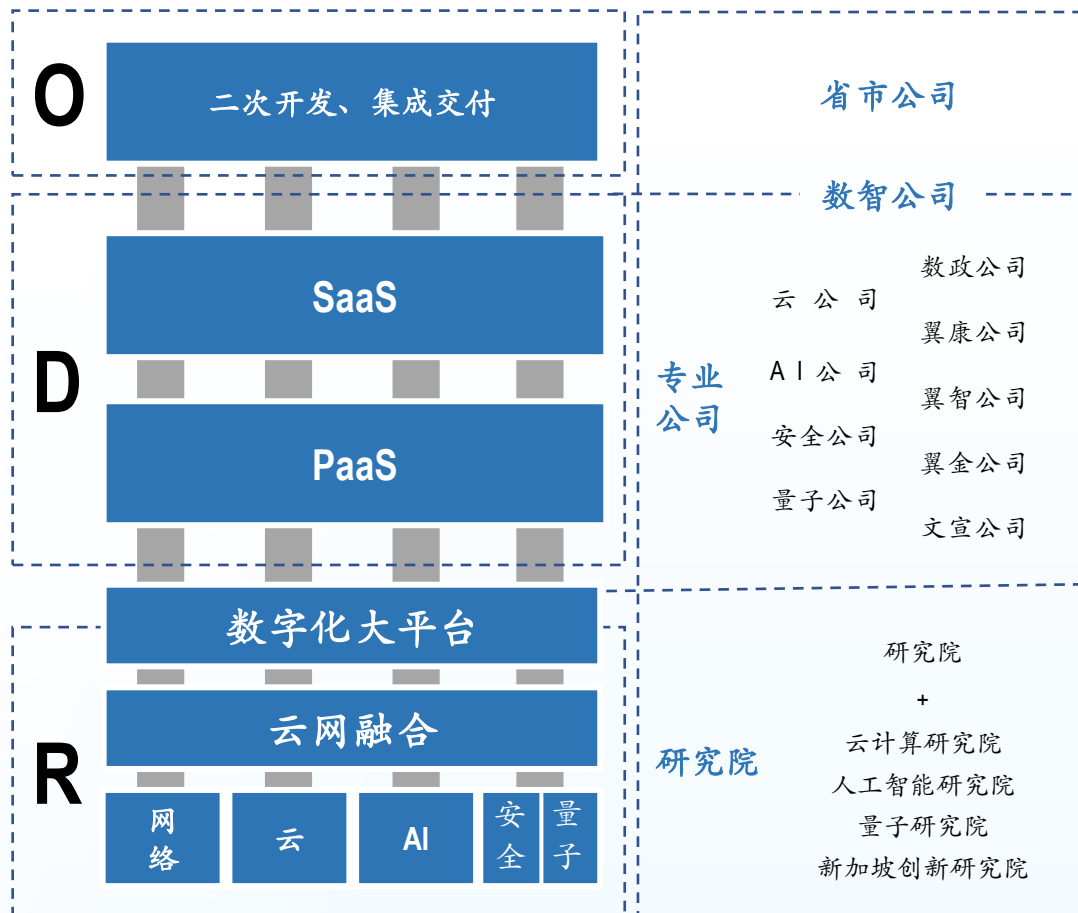 O
二次开发、集成交付
省市公司
数智公司
D
SaaS
PaaS
专业
公司
云公司
AI公司
安全公司
量子公司
数政公司
翼康公司
翼智公司
翼金公司
文宣公司
R
数字化大平台
云网融合
网
络
云
AI
安
全
量
子
研究院
研究院
+
云计算研究院
人工智能研究院
量子研究院
新加坡创新研究院